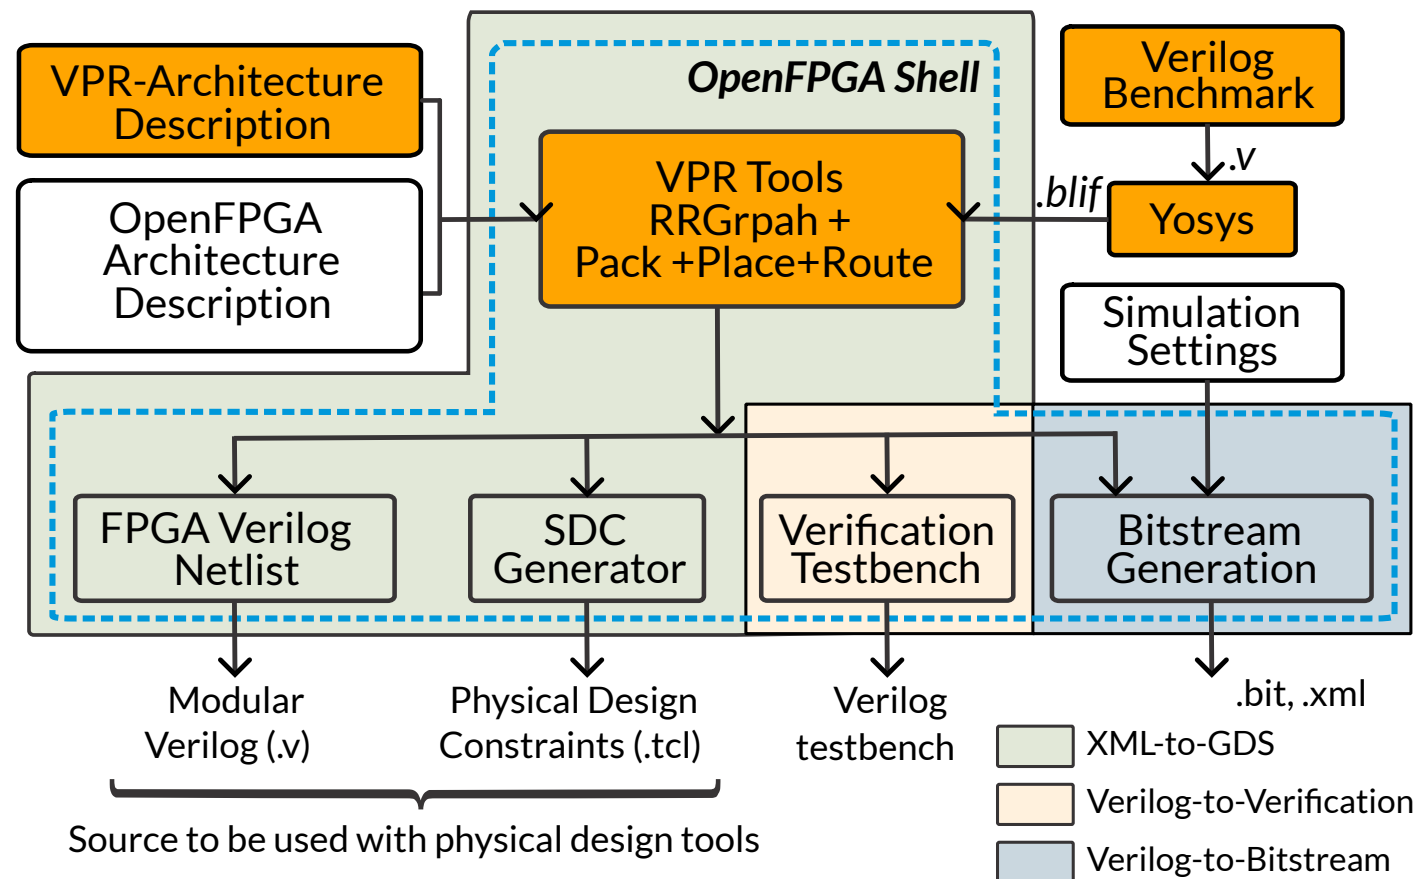 OpenFPGA Shell
VPR-Architecture
Description
OpenFPGA
Architecture
Description
VPR Tools
RRGrpah +
Pack +Place+Route
Verilog
Benchmark
.v
.blif
Yosys
Simulation
Settings
FPGA Verilog
Netlist
SDC
Generator
Verification
Testbench
Bitstream
Generation
Modular
Verilog (.v)
Physical Design
Constraints (.tcl)
Verilog
testbench
.bit, .xml
Source to be used with physical design tools
XML-to-GDS
Verilog-to-Verification
Verilog-to-Bitstream